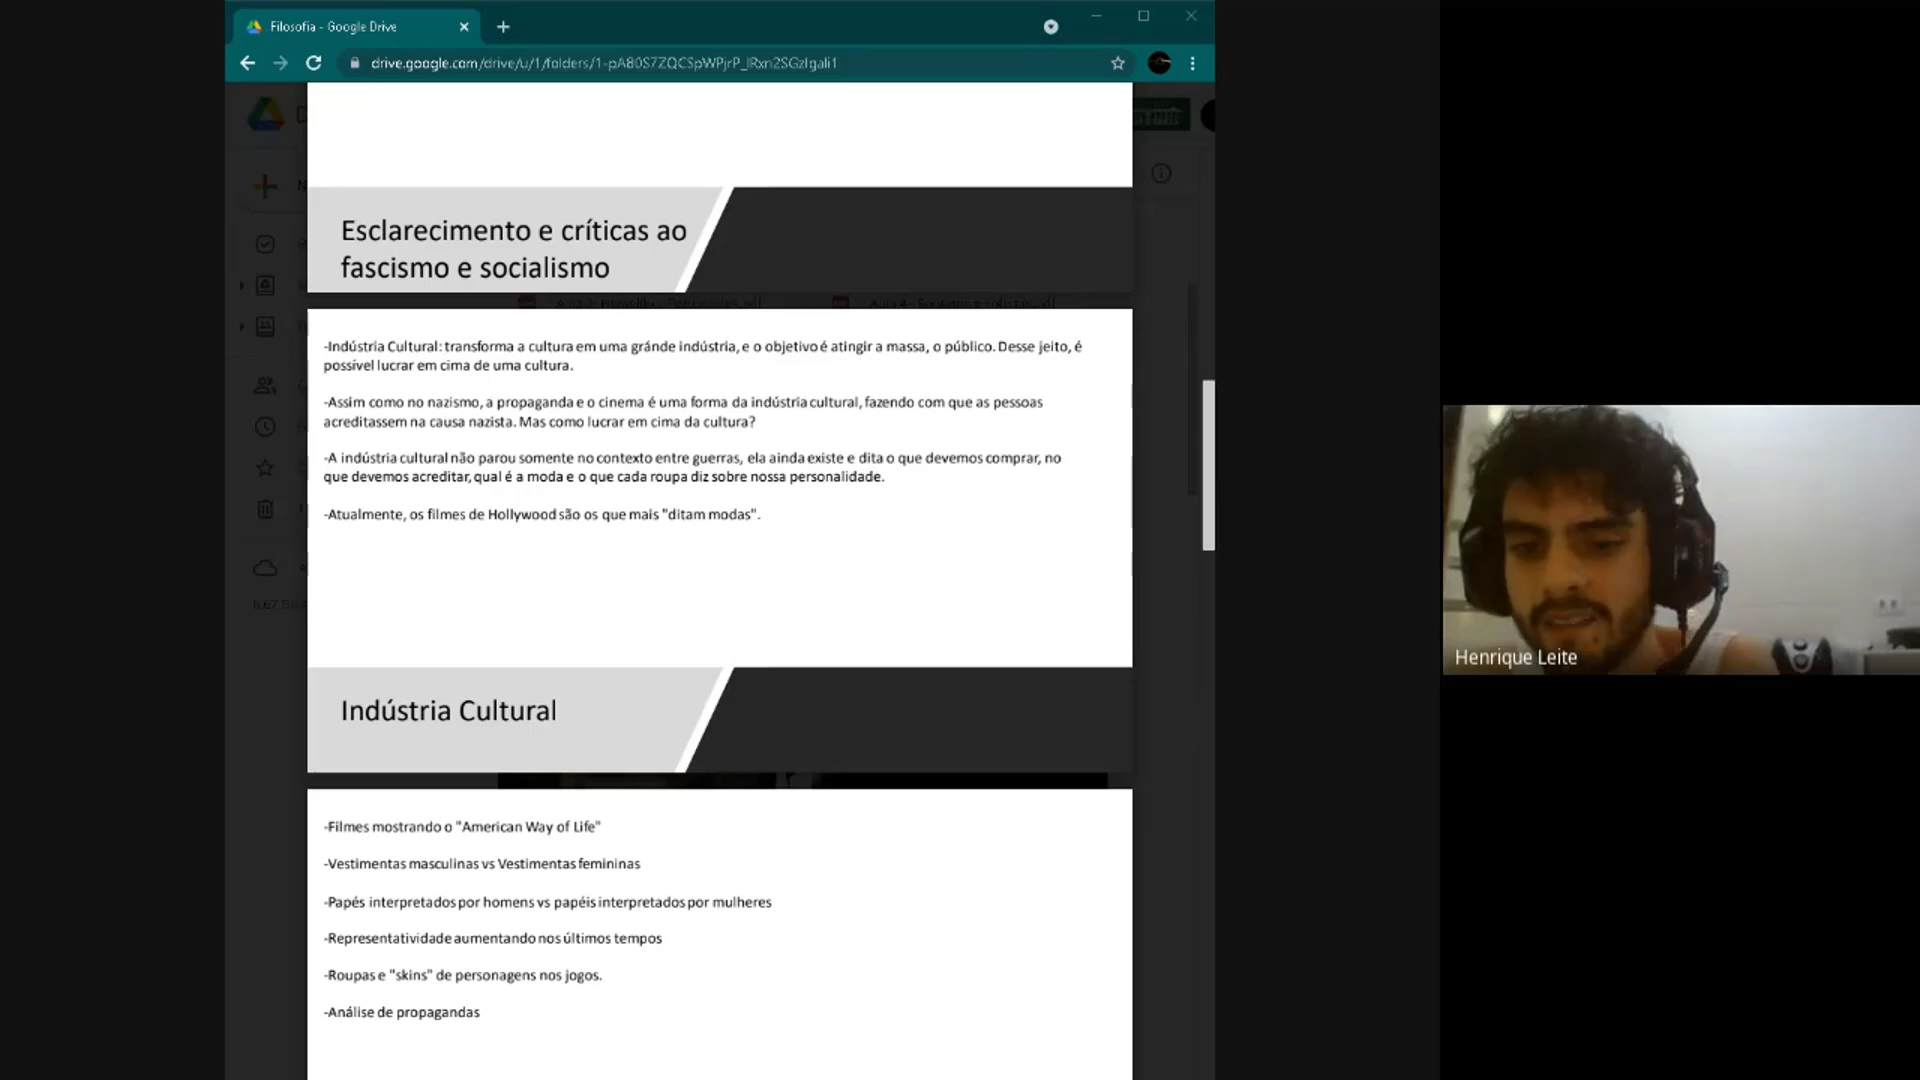 Filosofia - Google Drive
drive.google.com/drive/u/1/folders/1-pA80S7ZQCSpWPjrP_lRxn2SGzlgali1
Esclarecimento e críticas ao
fascismo e socialismo
-Indústria Cultural: transforma a cultura em uma gránde indústria, e o objetivo é atingir a massa, o público. Desse jeito, é
possível lucrar em cima de uma cultura.
-Assim como no nazismo, a propaganda e o cinema é uma forma da indústria cultural, fazendo com que as pessoas
acreditassem na causa nazista. Mas como lucrar em cima da cultura?
-A indústria cultural não parou somente no contexto entre guerras, ela ainda existe e dita o que devemos comprar, no
que devemos acreditar, qual é a moda e o que cada roupa diz sobre nossa personalidade.
-Atualmente, os filmes de Hollywood são os que mais "ditam modas".
Indústria Cultural
-Filmes mostrando o "American Way of Life"
-Vestimentas masculinas vs Vestimentas femininas
-Papés interpretados por homens vs papéis interpretados por mulheres
-Representatividade aumentando nos últimos tempos
-Roupas e "skins" de personagens nos jogos.
-Análise de propagandas
Henrique Leite